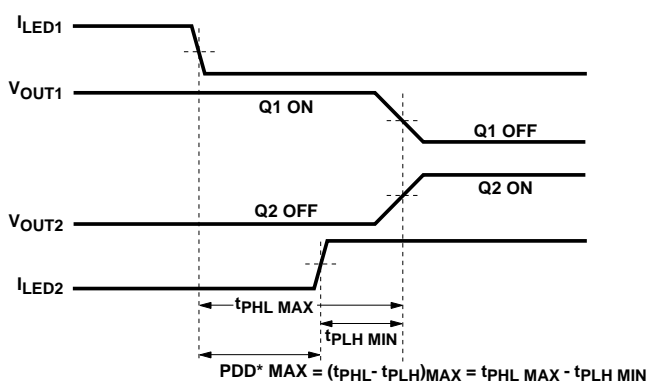 ILED1
VOUT1
Q1 ON
Q1 OFF
Q2 ON
Q2 OFF
VOUT2
ILED2
tPHL MAX
tPLH MIN
PDD* MAX = (tPHL- tPLH)MAX = tPHL MAX - tPLH MIN